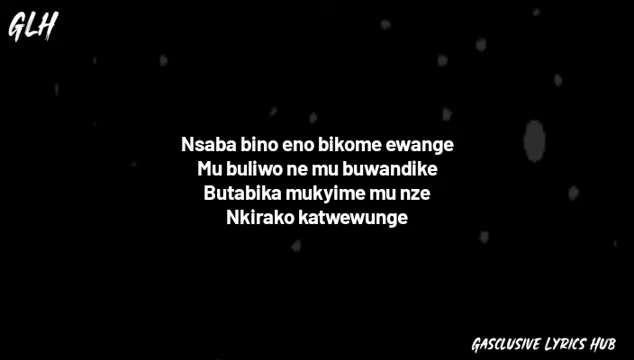 GLH
Nsaba bino eno bikome ewange
Mu buliwo ne mu buwandike
Butabika mukyime mu nze
Nkirako katwewunge
GASCLUSIVE LYRICS HUB